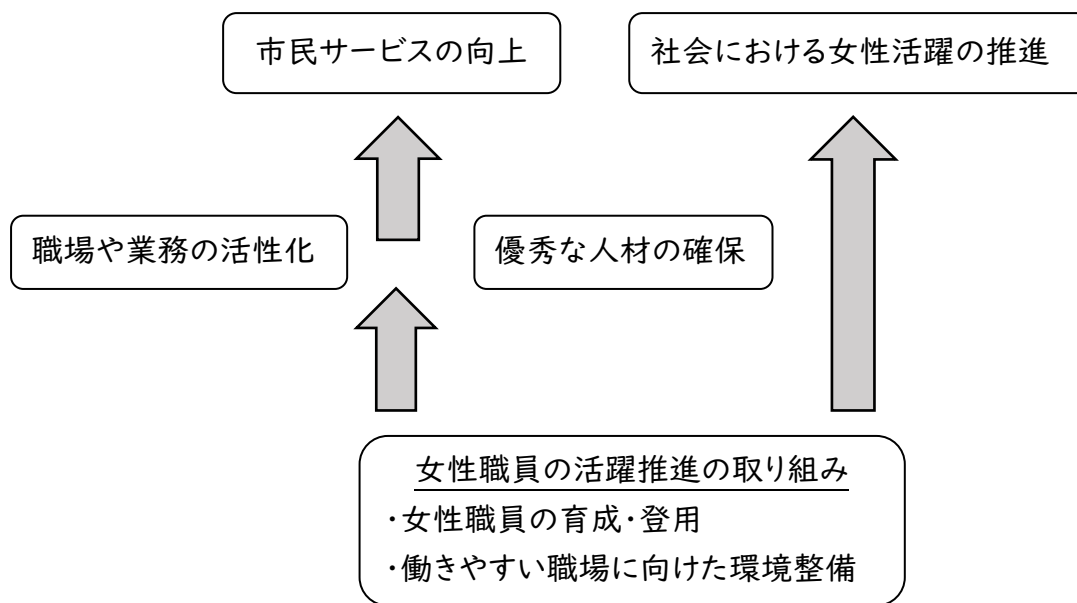 市民サービスの向上
社会における女性活躍の推進
職場や業務の活性化
優秀な人材の確保
女性職員の活躍推進の取り組み
・女性職員の育成・登用
・働きやすい職場に向けた環境整備